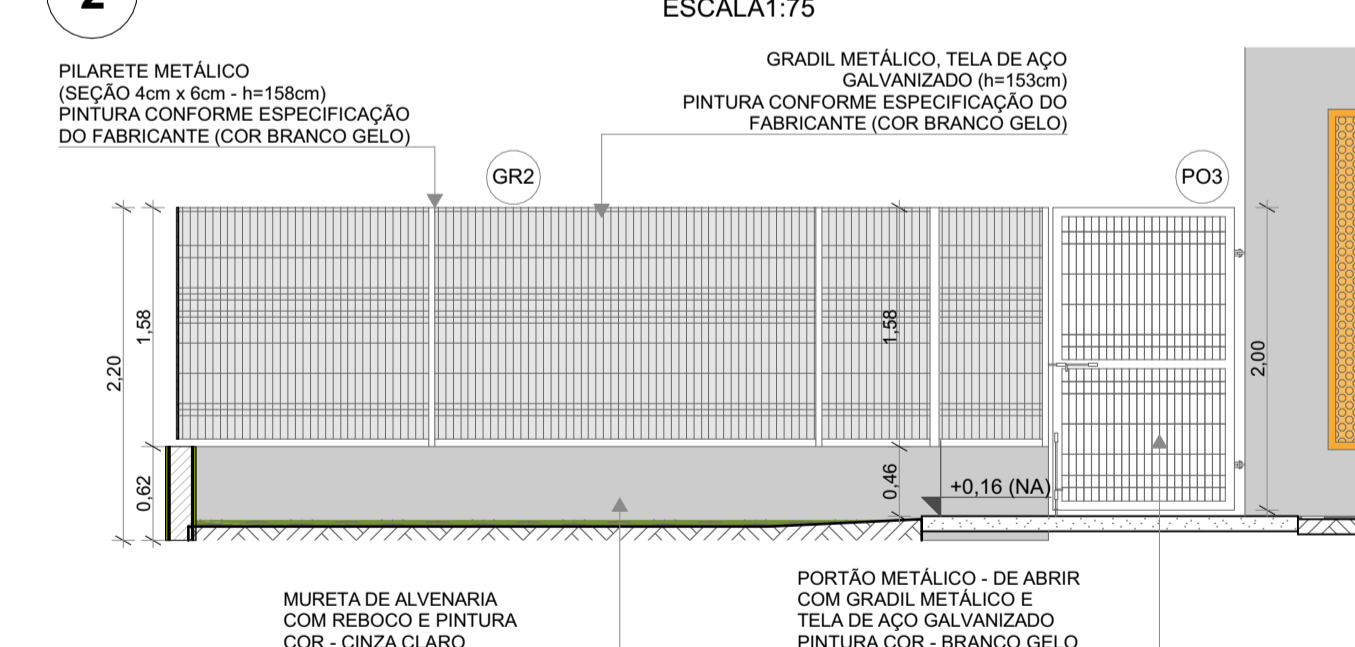 2
ESCALA1:75
PILARETE METÁLICO
(SEÇÃO 4cm x 6cm - h=158cm)
PINTURA CONFORME ESPECIFICAÇÃO
DO FABRICANTE (COR BRANCO GELO)
GRADIL METÁLICO, TELA DE AÇO
GALVANIZADO (h=153cm)
PINTURA CONFORME ESPECIFICAÇÃO DO
FABRICANTE (COR BRANCO GELO)
GR2
PO3
2,20
1,58
0,62
1,58
0,46
+0,16 (NA)
2,00
MURETA DE ALVENARIA
COM REBOCO E PINTURA
COR - CINZA CLARO
PORTÃO METÁLICO - DE ABRIR
COM GRADIL METÁLICO E
TELA DE AÇO GALVANIZADO
PINTURA COR - BRANCO GELO